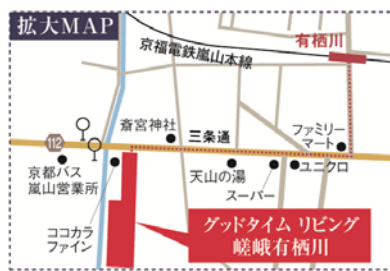 拡大MAP
有栖川
京福電鉄嵐山本線
斎宮神社
三条通
ファミリー
マート
112
京都バス
嵐山営業所
天山の湯
ユニクロ
スーパー
ココカラ
ファイン
グッドタイム リビング
嵯峨有栖川